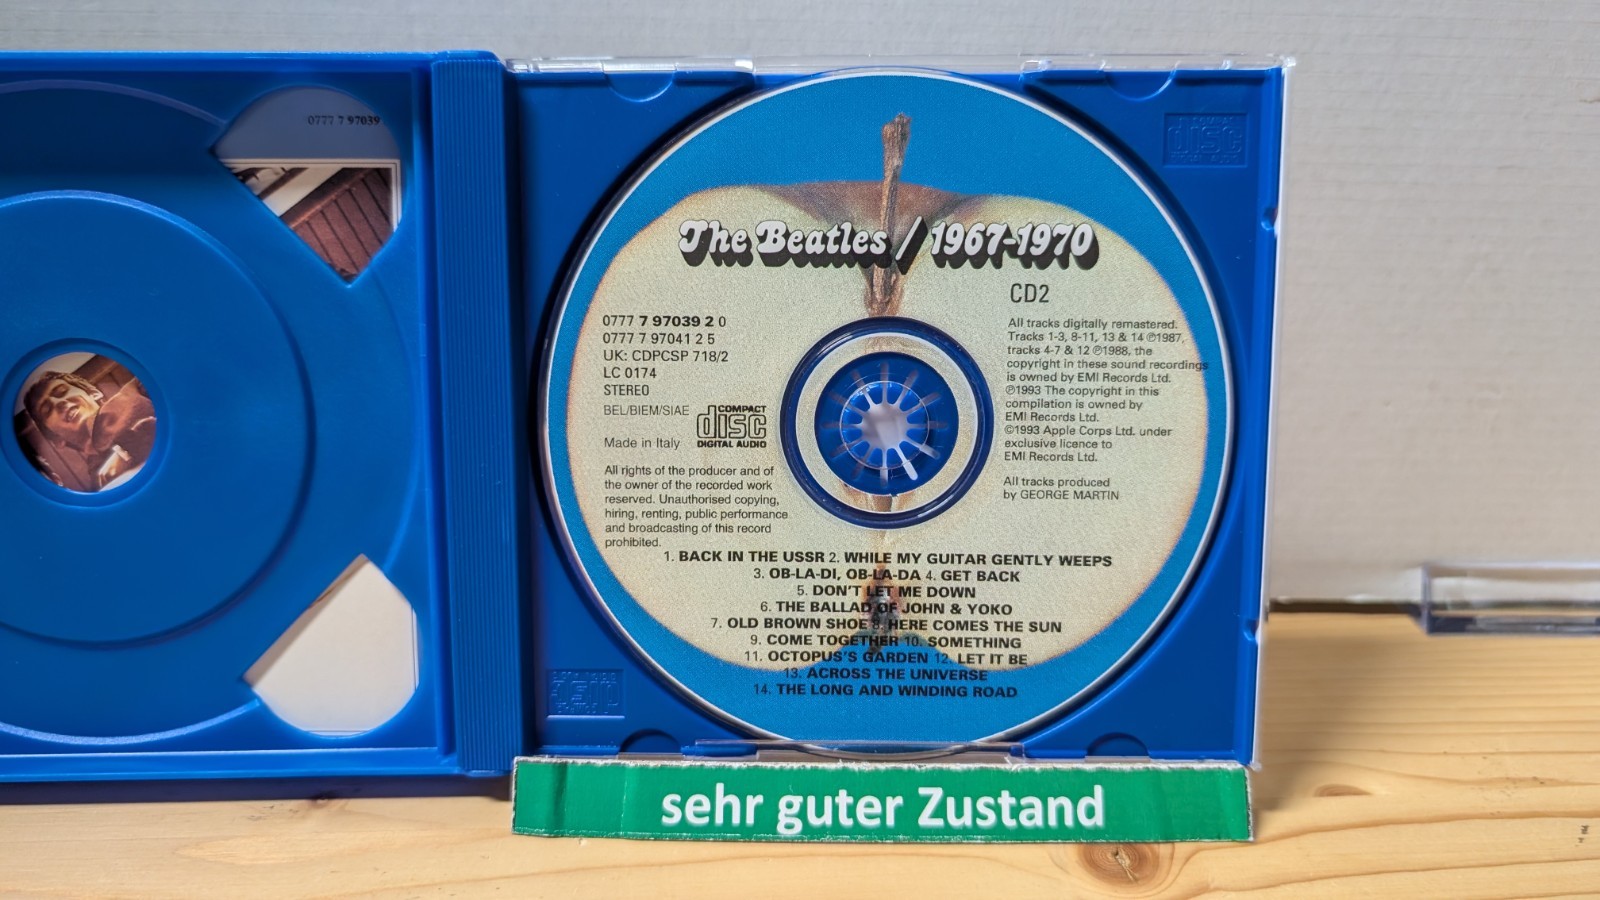 0777 7 97039
The Beatles / 1967-1970
CD2
0777 7 97039 2 0
0777 7 97041 2 5
UK: CDPCSP 718/2
LC 0174
STEREO
BEL/BIEM/SIAE
COMPACT
disc
DIGITAL AUDIO
Made in Italy
All rights of the producer and of
the owner of the recorded work
reserved. Unauthorised copying,
hiring, renting, public performance
and broadcasting of this record
prohibited.
All tracks digitally remastered.
Tracks 1-3, 8-11, 13 & 14 ℗1987,
tracks 4-7 & 12 ℗1988, the
copyright in these sound recordings
is owned by EMI Records Ltd.
℗1993 The copyright in this
compilation is owned by
EMI Records Ltd.
©1993 Apple Corps Ltd. under
exclusive licence to
EMI Records Ltd.
All tracks produced
by GEORGE MARTIN
1. BACK IN THE USSR 2. WHILE MY GUITAR GENTLY WEEPS
3. OB-LA-DI, OB-LA-DA 4. GET BACK
5. DON'T LET ME DOWN
6. THE BALLAD OF JOHN & YOKO
7. OLD BROWN SHOE 8. HERE COMES THE SUN
9. COME TOGETHER 10. SOMETHING
11. OCTOPUS'S GARDEN 12. LET IT BE
13. ACROSS THE UNIVERSE
14. THE LONG AND WINDING ROAD
COMPACT
disc
DIGITAL AUDIO
sehr guter Zustand